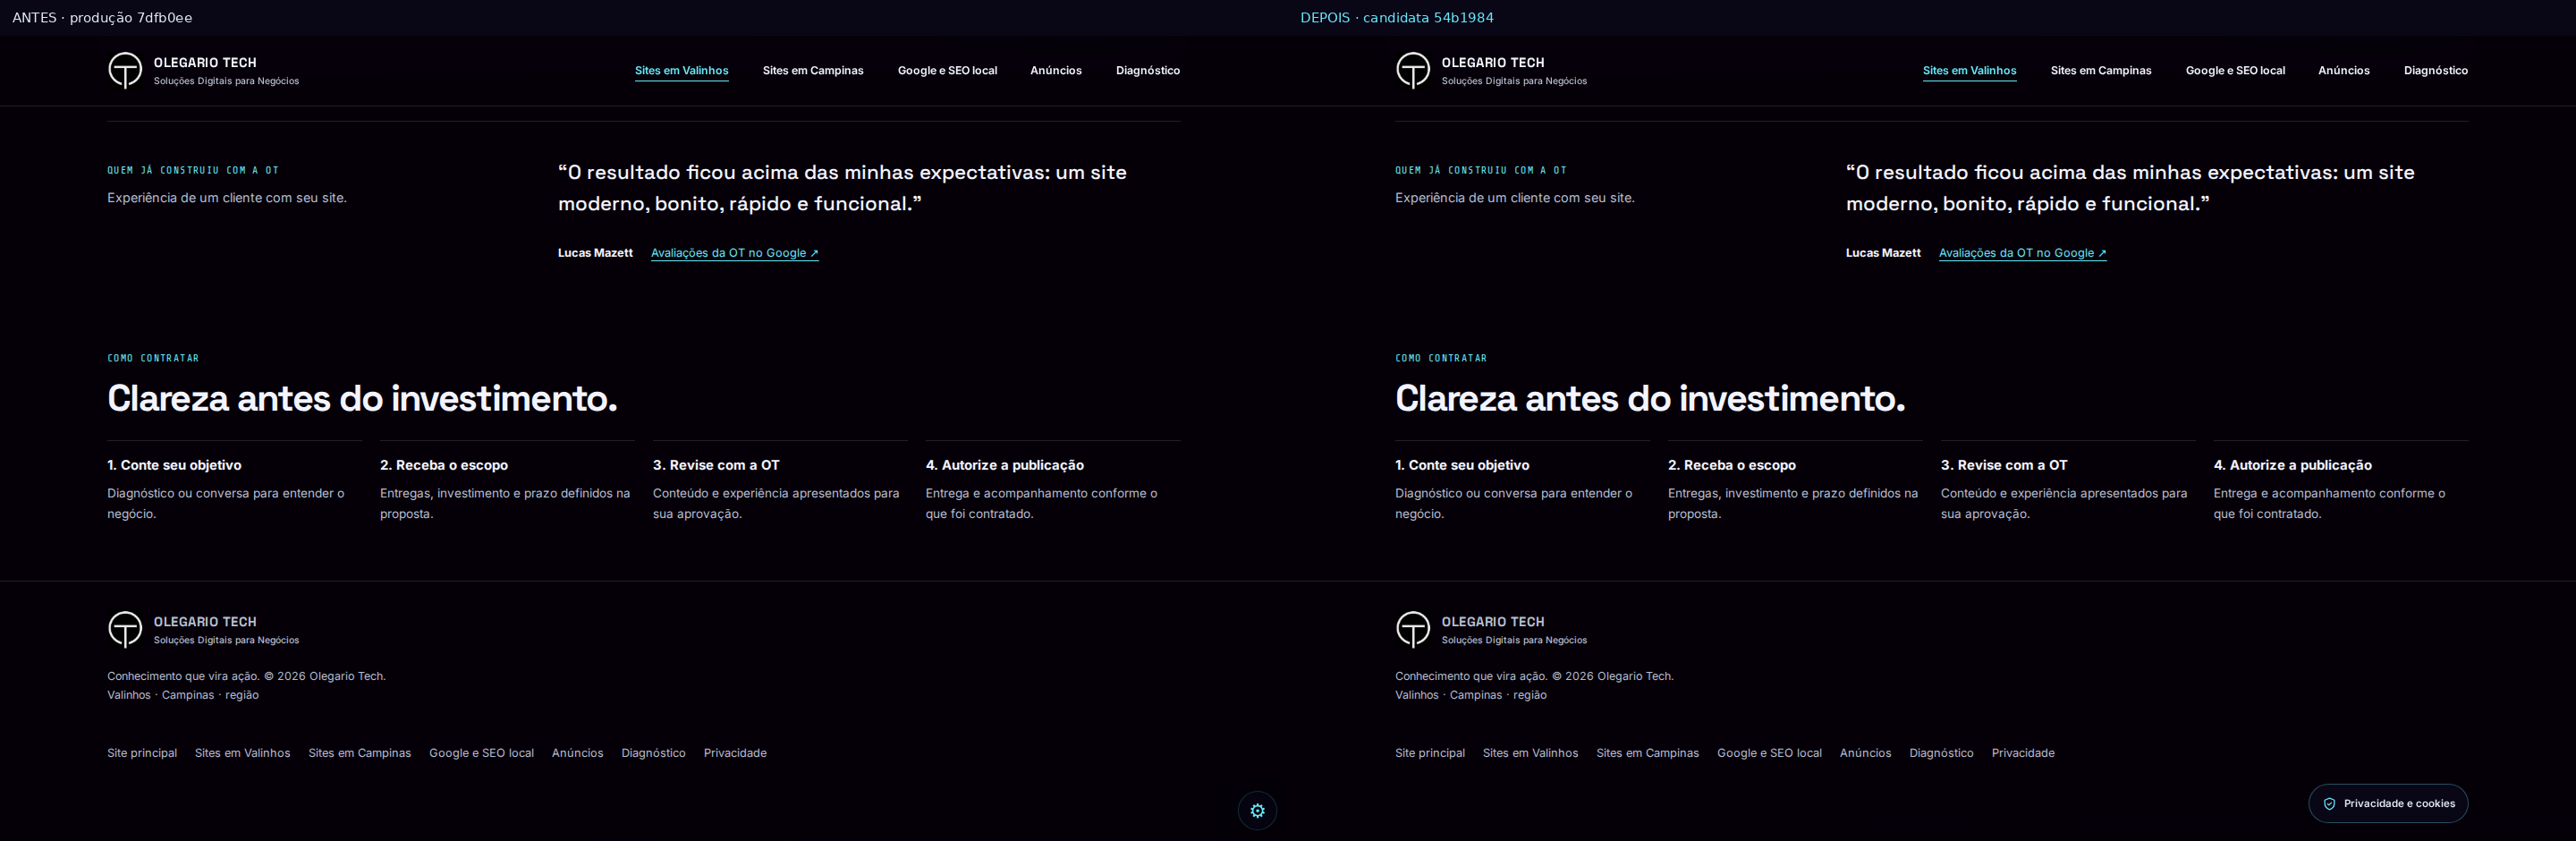 ANTES · produção 7dfb0ee
OLEGARIO TECH
Soluções Digitais para Negócios
Sites em Valinhos
Sites em Campinas
Google e SEO local
Anúncios
Diagnóstico
QUEM JÁ CONSTRUIU COM A OT
Experiência de um cliente com seu site.
“O resultado ficou acima das minhas expectativas: um site
moderno, bonito, rápido e funcional.”
Lucas Mazett
Avaliações da OT no Google ↗
COMO CONTRATAR
Clareza antes do investimento.
1. Conte seu objetivo
Diagnóstico ou conversa para entender o
negócio.
2. Receba o escopo
Entregas, investimento e prazo definidos na
proposta.
3. Revise com a OT
Conteúdo e experiência apresentados para
sua aprovação.
4. Autorize a publicação
Entrega e acompanhamento conforme o
que foi contratado.
OLEGARIO TECH
Soluções Digitais para Negócios
Conhecimento que vira ação. © 2026 Olegario Tech.
Valinhos · Campinas · região
Site principal
Sites em Valinhos
Sites em Campinas
Google e SEO local
Anúncios
Diagnóstico
Privacidade
DEPOIS · candidata 54b1984
OLEGARIO TECH
Soluções Digitais para Negócios
Sites em Valinhos
Sites em Campinas
Google e SEO local
Anúncios
Diagnóstico
QUEM JÁ CONSTRUIU COM A OT
Experiência de um cliente com seu site.
“O resultado ficou acima das minhas expectativas: um site
moderno, bonito, rápido e funcional.”
Lucas Mazett
Avaliações da OT no Google ↗
COMO CONTRATAR
Clareza antes do investimento.
1. Conte seu objetivo
Diagnóstico ou conversa para entender o
negócio.
2. Receba o escopo
Entregas, investimento e prazo definidos na
proposta.
3. Revise com a OT
Conteúdo e experiência apresentados para
sua aprovação.
4. Autorize a publicação
Entrega e acompanhamento conforme o
que foi contratado.
OLEGARIO TECH
Soluções Digitais para Negócios
Conhecimento que vira ação. © 2026 Olegario Tech.
Valinhos · Campinas · região
Site principal
Sites em Valinhos
Sites em Campinas
Google e SEO local
Anúncios
Diagnóstico
Privacidade
Privacidade e cookies